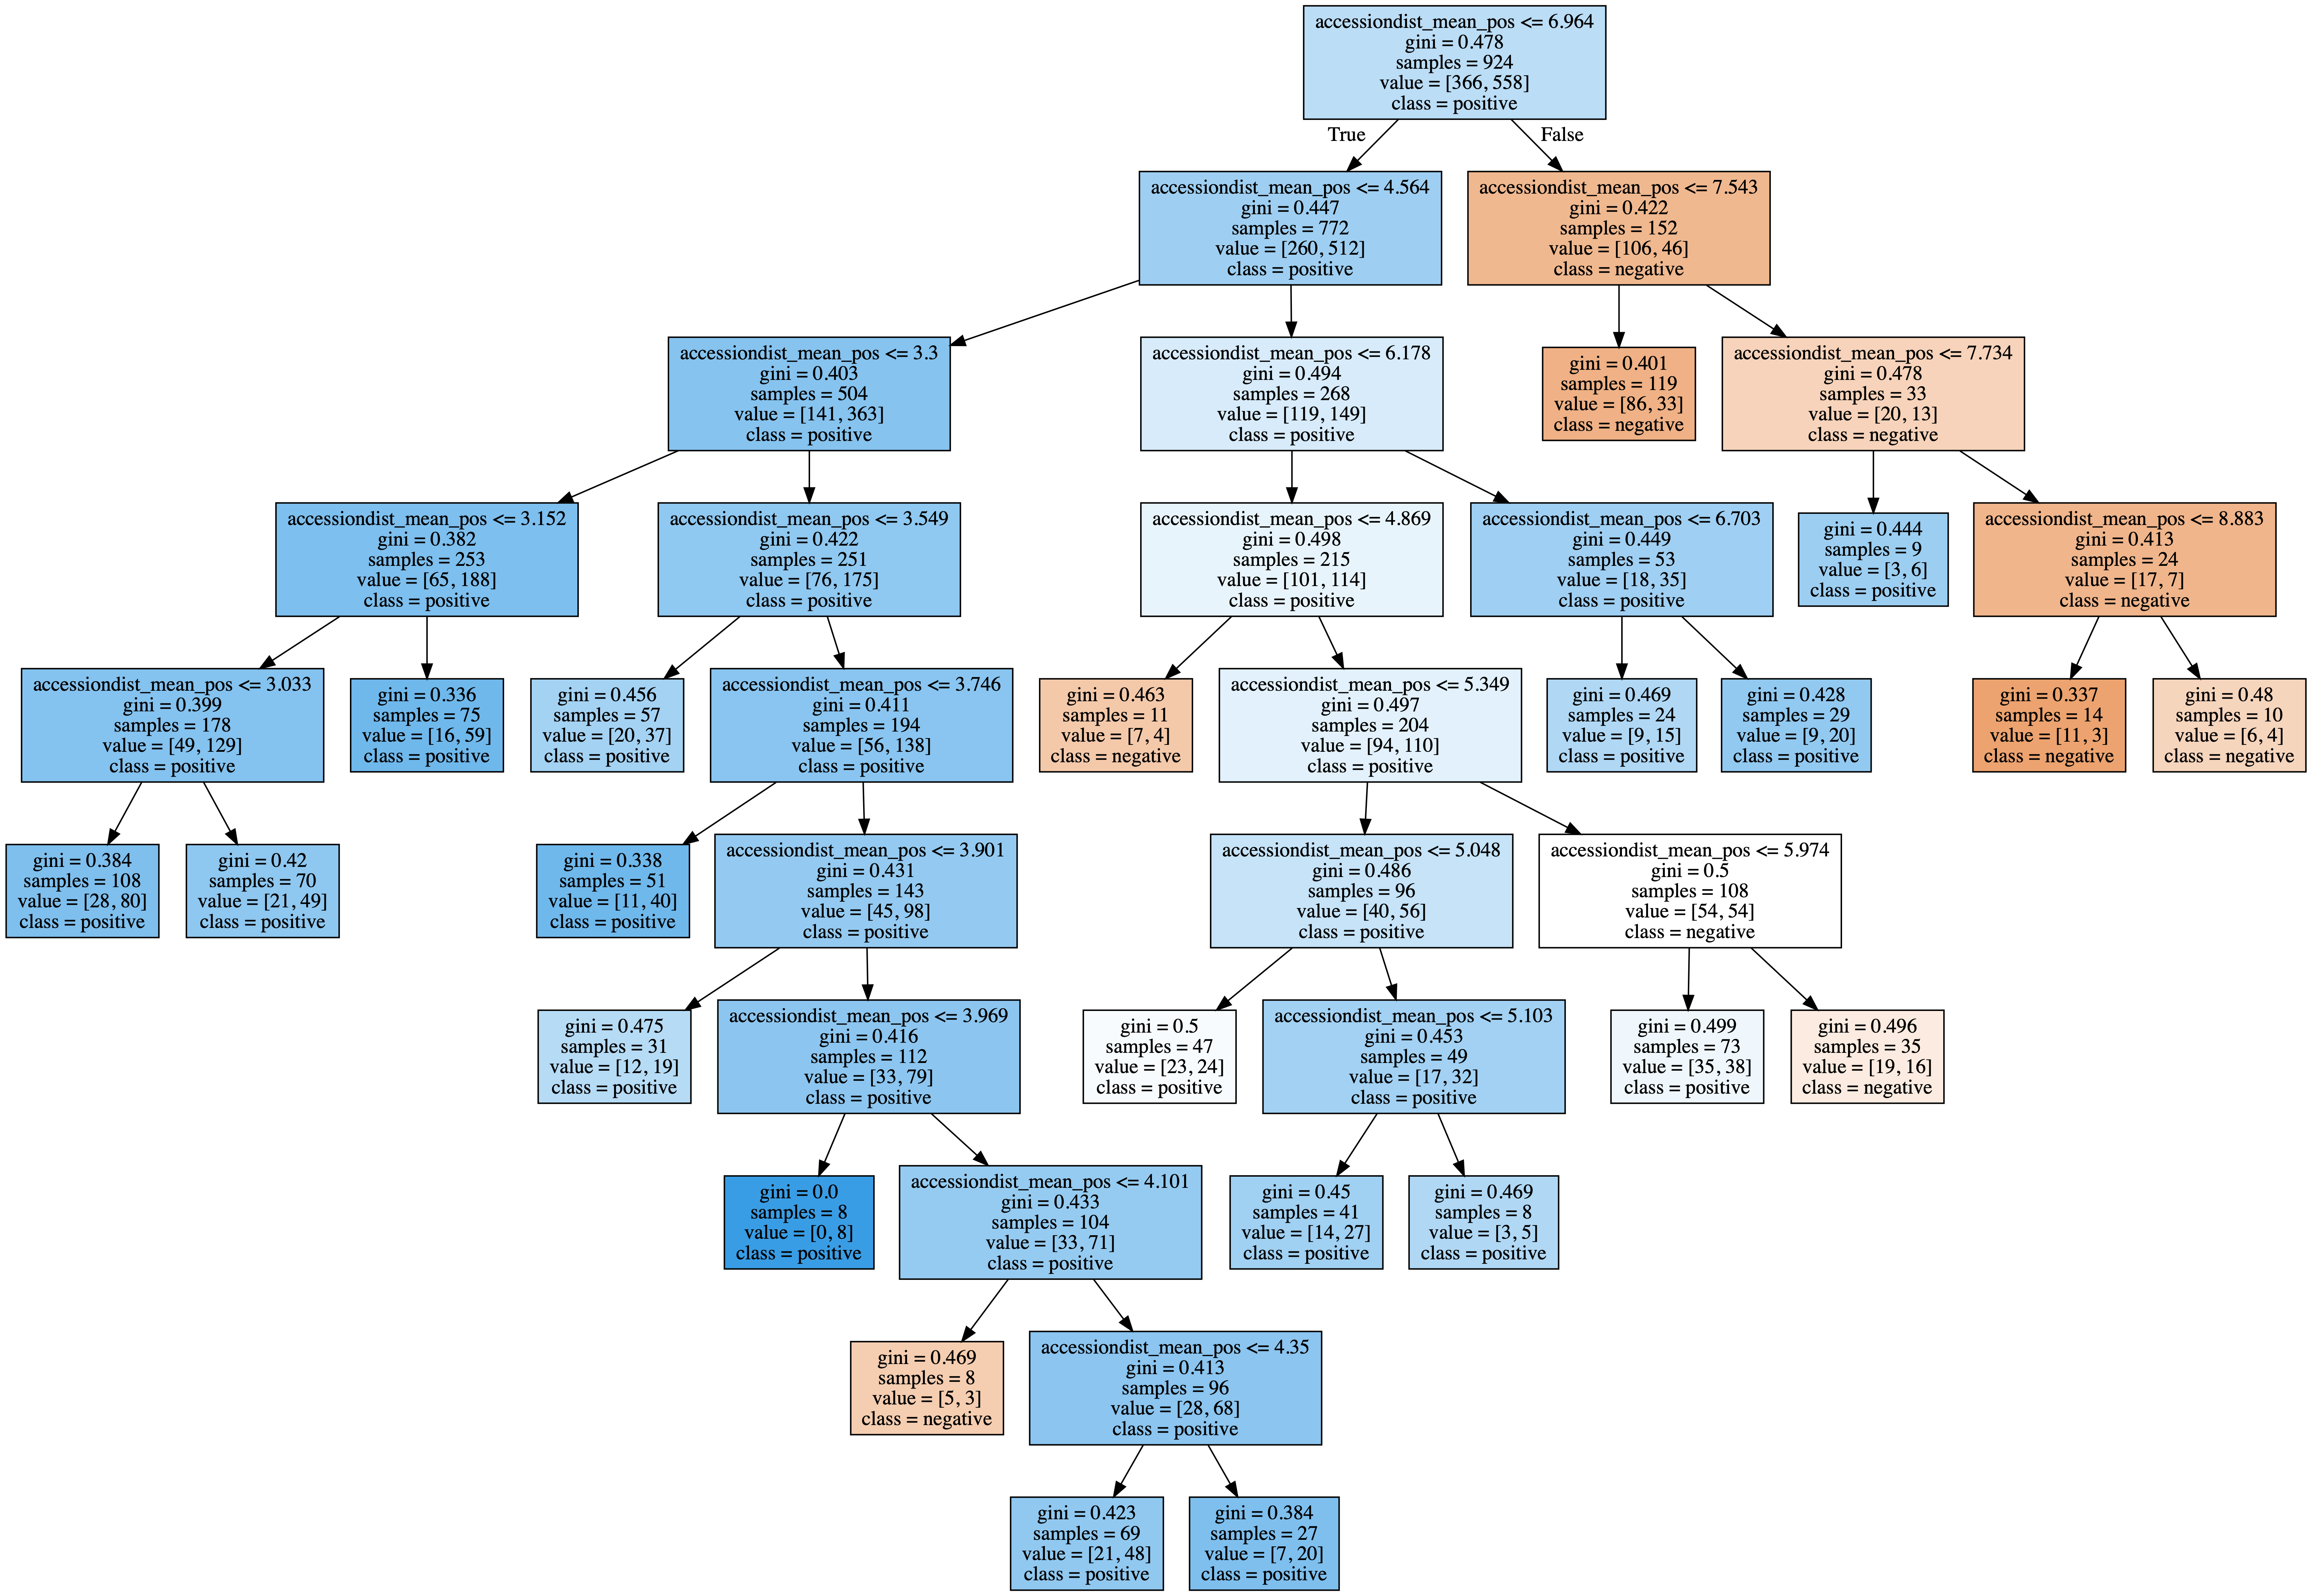 accessiondist_mean_pos <= 6.964
gini = 0.478
samples = 924
value = [366, 558]
class = positive
True
False
accessiondist_mean_pos <= 4.564
gini = 0.447
samples = 772
value = [260, 512]
class = positive
accessiondist_mean_pos <= 7.543
gini = 0.422
samples = 152
value = [106, 46]
class = negative
accessiondist_mean_pos <= 3.3
gini = 0.403
samples = 504
value = [141, 363]
class = positive
accessiondist_mean_pos <= 6.178
gini = 0.494
samples = 268
value = [119, 149]
class = positive
gini = 0.401
samples = 119
value = [86, 33]
class = negative
accessiondist_mean_pos <= 7.734
gini = 0.478
samples = 33
value = [20, 13]
class = negative
accessiondist_mean_pos <= 3.152
gini = 0.382
samples = 253
value = [65, 188]
class = positive
accessiondist_mean_pos <= 3.549
gini = 0.422
samples = 251
value = [76, 175]
class = positive
accessiondist_mean_pos <= 4.869
gini = 0.498
samples = 215
value = [101, 114]
class = positive
accessiondist_mean_pos <= 6.703
gini = 0.449
samples = 53
value = [18, 35]
class = positive
gini = 0.444
samples = 9
value = [3, 6]
class = positive
accessiondist_mean_pos <= 8.883
gini = 0.413
samples = 24
value = [17, 7]
class = negative
accessiondist_mean_pos <= 3.033
gini = 0.399
samples = 178
value = [49, 129]
class = positive
gini = 0.336
samples = 75
value = [16, 59]
class = positive
gini = 0.456
samples = 57
value = [20, 37]
class = positive
accessiondist_mean_pos <= 3.746
gini = 0.411
samples = 194
value = [56, 138]
class = positive
gini = 0.463
samples = 11
value = [7, 4]
class = negative
accessiondist_mean_pos <= 5.349
gini = 0.497
samples = 204
value = [94, 110]
class = positive
gini = 0.469
samples = 24
value = [9, 15]
class = positive
gini = 0.428
samples = 29
value = [9, 20]
class = positive
gini = 0.337
samples = 14
value = [11, 3]
class = negative
gini = 0.48
samples = 10
value = [6, 4]
class = negative
gini = 0.384
samples = 108
value = [28, 80]
class = positive
gini = 0.42
samples = 70
value = [21, 49]
class = positive
gini = 0.338
samples = 51
value = [11, 40]
class = positive
accessiondist_mean_pos <= 3.901
gini = 0.431
samples = 143
value = [45, 98]
class = positive
accessiondist_mean_pos <= 5.048
gini = 0.486
samples = 96
value = [40, 56]
class = positive
accessiondist_mean_pos <= 5.974
gini = 0.5
samples = 108
value = [54, 54]
class = negative
gini = 0.475
samples = 31
value = [12, 19]
class = positive
accessiondist_mean_pos <= 3.969
gini = 0.416
samples = 112
value = [33, 79]
class = positive
gini = 0.5
samples = 47
value = [23, 24]
class = positive
accessiondist_mean_pos <= 5.103
gini = 0.453
samples = 49
value = [17, 32]
class = positive
gini = 0.499
samples = 73
value = [35, 38]
class = positive
gini = 0.496
samples = 35
value = [19, 16]
class = negative
gini = 0.0
samples = 8
value = [0, 8]
class = positive
accessiondist_mean_pos <= 4.101
gini = 0.433
samples = 104
value = [33, 71]
class = positive
gini = 0.45
samples = 41
value = [14, 27]
class = positive
gini = 0.469
samples = 8
value = [3, 5]
class = positive
gini = 0.469
samples = 8
value = [5, 3]
class = negative
accessiondist_mean_pos <= 4.35
gini = 0.413
samples = 96
value = [28, 68]
class = positive
gini = 0.423
samples = 69
value = [21, 48]
class = positive
gini = 0.384
samples = 27
value = [7, 20]
class = positive